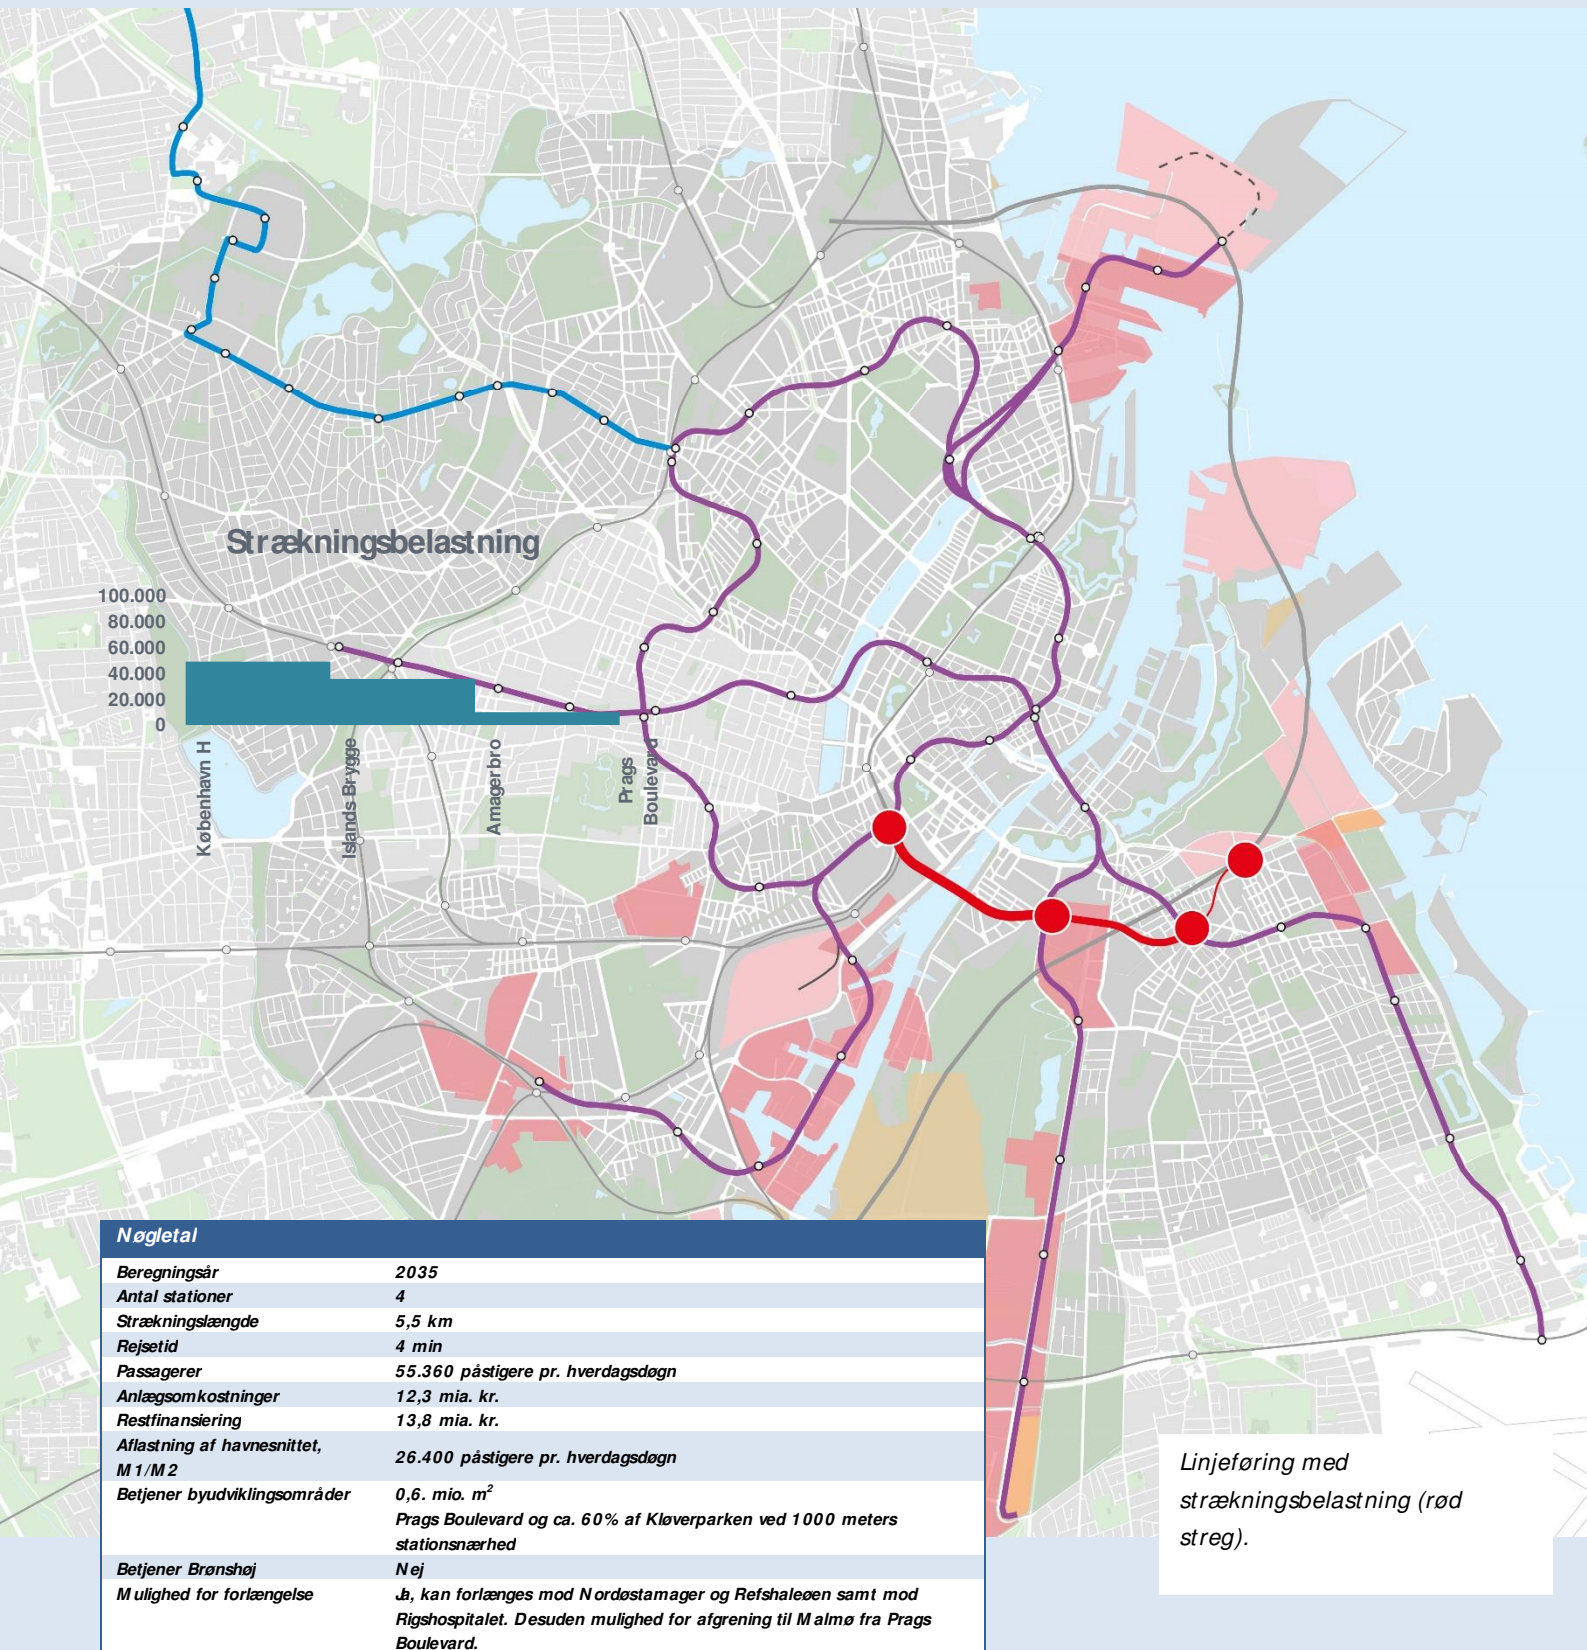 Strækningsbelastning
100.000
80.000
60.000
40.000
20.000
0
København H
Islands Brygge
Amagerbro
Prags
Boulevard
Nøgletal
Beregningsår 2035
Antal stationer 4
Strækningslængde 5,5 km
Rejsetid 4 min
Passagerer 55.360 påstigere pr. hverdagsdøgn
Anlægsomkostninger 12,3 mia. kr.
Restfinansiering 13,8 mia. kr.
Aflastning af havnesnittet,
M1/M2 26.400 påstigere pr. hverdagsdøgn
Betjener byudviklingsområder 0,6. mio. m²
Prags Boulevard og ca. 60% af Kløverparken ved 1000 meters
stationsnærhed
Betjener Brønshøj Nej
Mulighed for forlængelse Ja, kan forlænges mod Nordøstamager og Refshaleøen samt mod
Rigshospitalet. Desuden mulighed for afgrening til Malmø fra Prags
Boulevard.
Linjeføring med
strækningsbelastning (rød
streg).